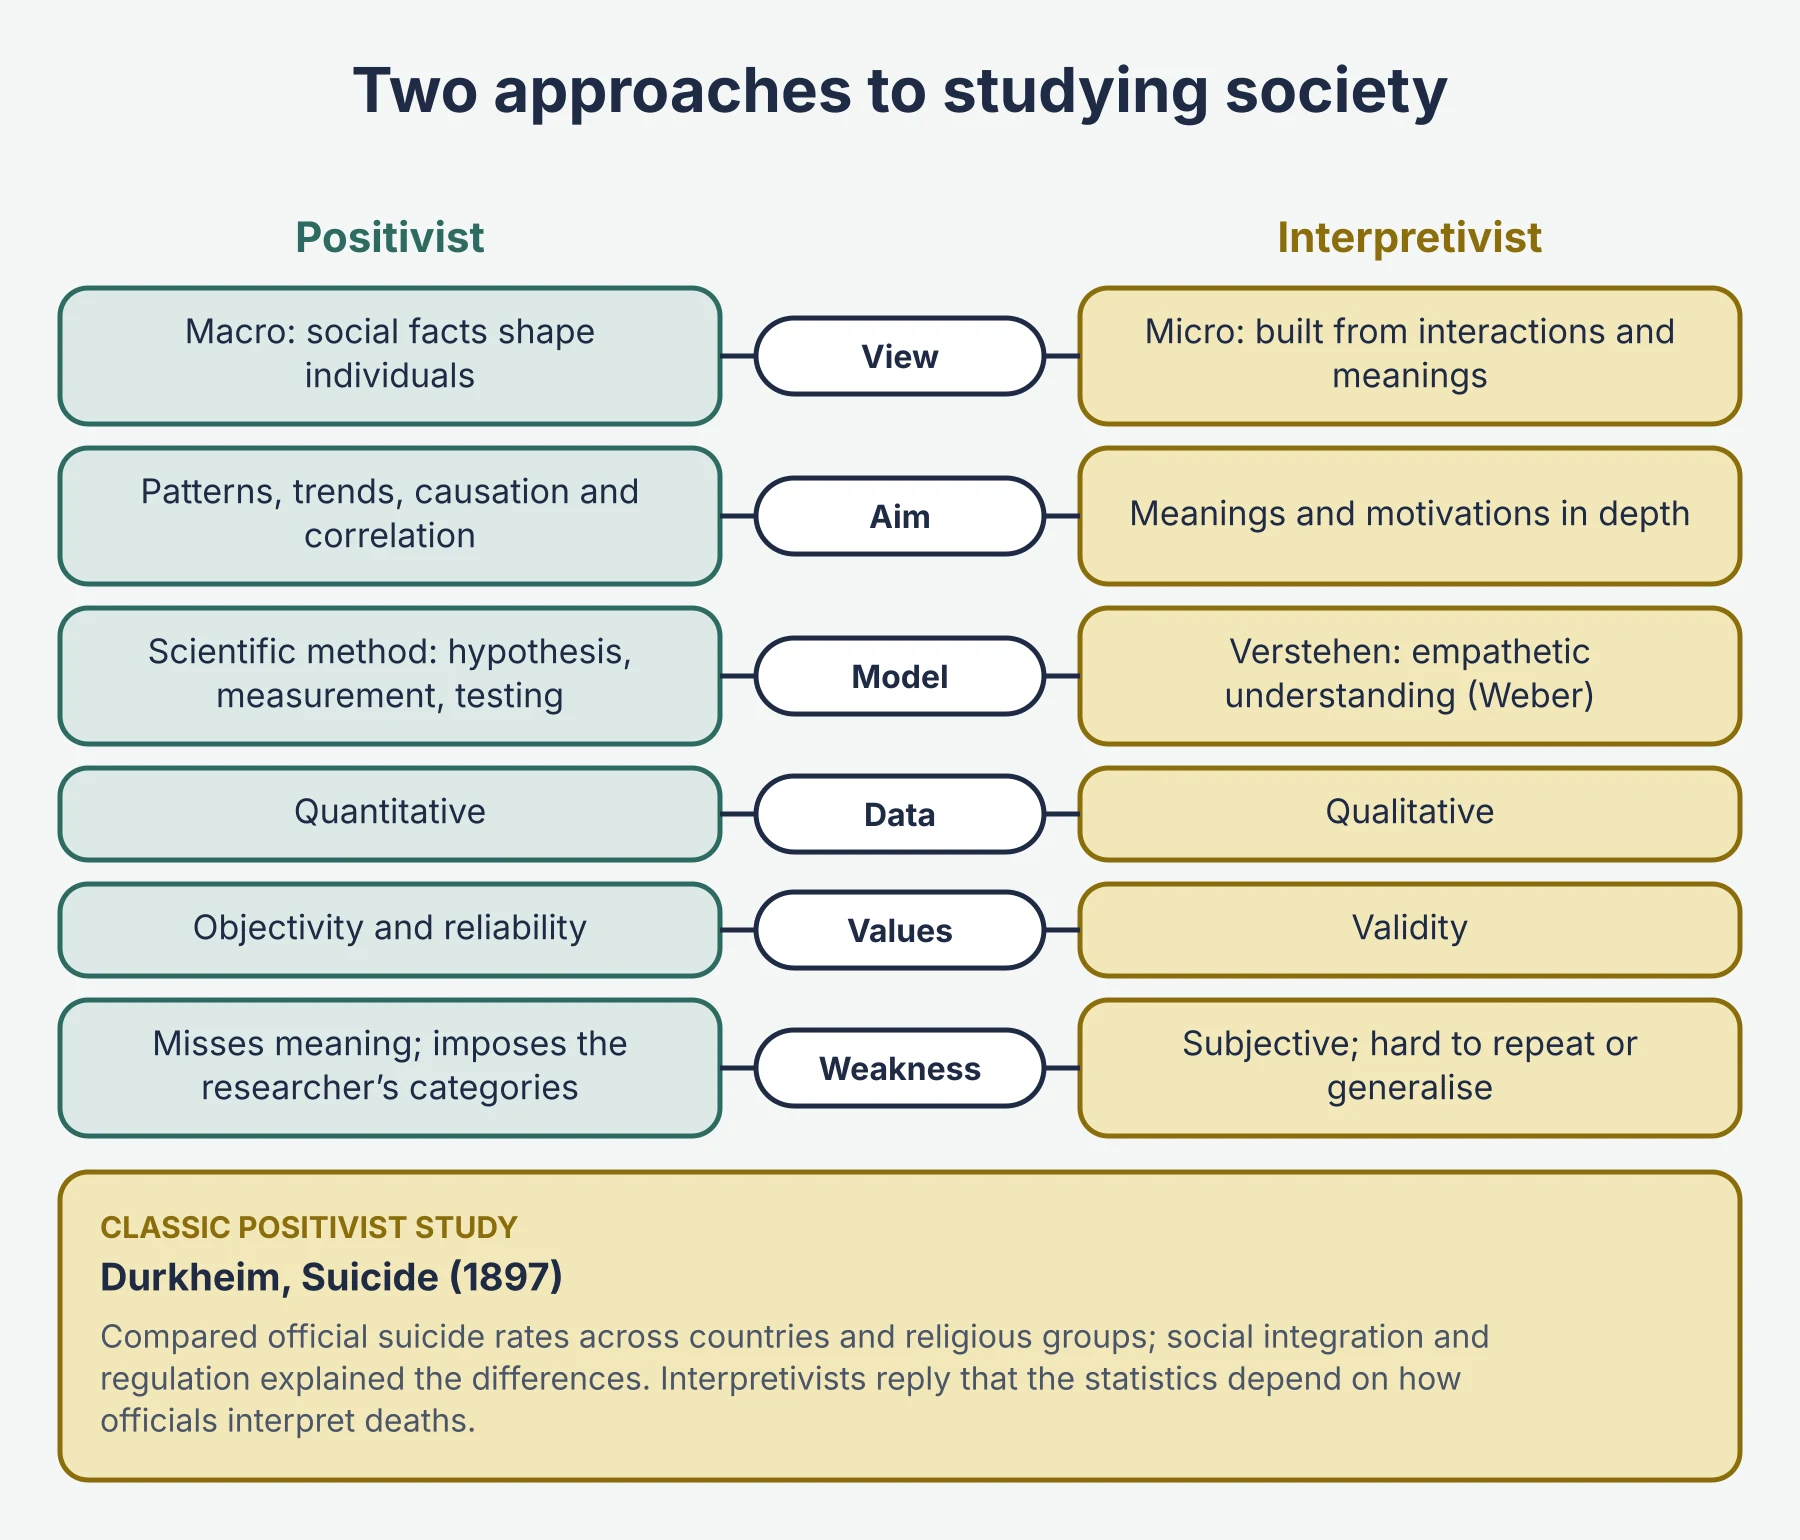 Two approaches to studying society
Positivist
Interpretivist
Macro: social facts shape
individuals
View
Micro: built from interactions and
meanings
Patterns, trends, causation and
correlation
Aim
Meanings and motivations in depth
Scientific method: hypothesis,
measurement, testing
Model
Verstehen: empathetic
understanding (Weber)
Quantitative
Data
Qualitative
Objectivity and reliability
Values
Validity
Misses meaning; imposes the
researcher’s categories
Weakness
Subjective; hard to repeat or
generalise
CLASSIC POSITIVIST STUDY
Durkheim, Suicide (1897)
Compared official suicide rates across countries and religious groups; social integration and
regulation explained the differences. Interpretivists reply that the statistics depend on how
officials interpret deaths.